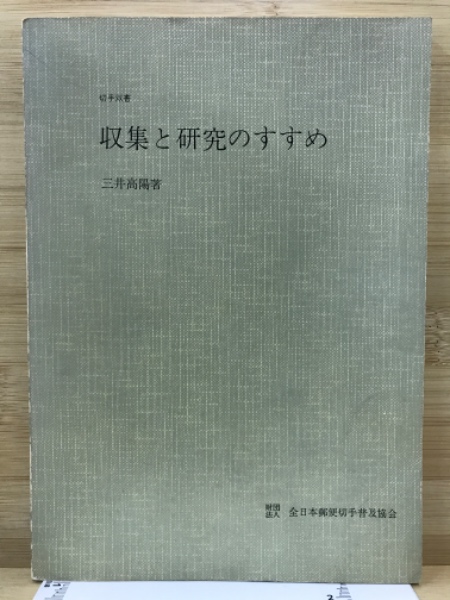 切手双書
収集と研究のすすめ
三井高陽著
財団法人 全日本郵便切手普及協会
2